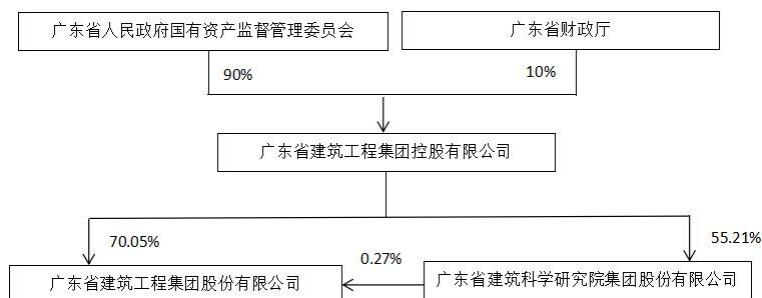 广东省人民政府国有资产监督管理委员会
广东省财政厅
90%
10%
广东省建筑工程集团控股有限公司
70.05%
55.21%
0.27%
广东省建筑工程集团股份有限公司
广东省建筑科学研究院集团股份有限公司